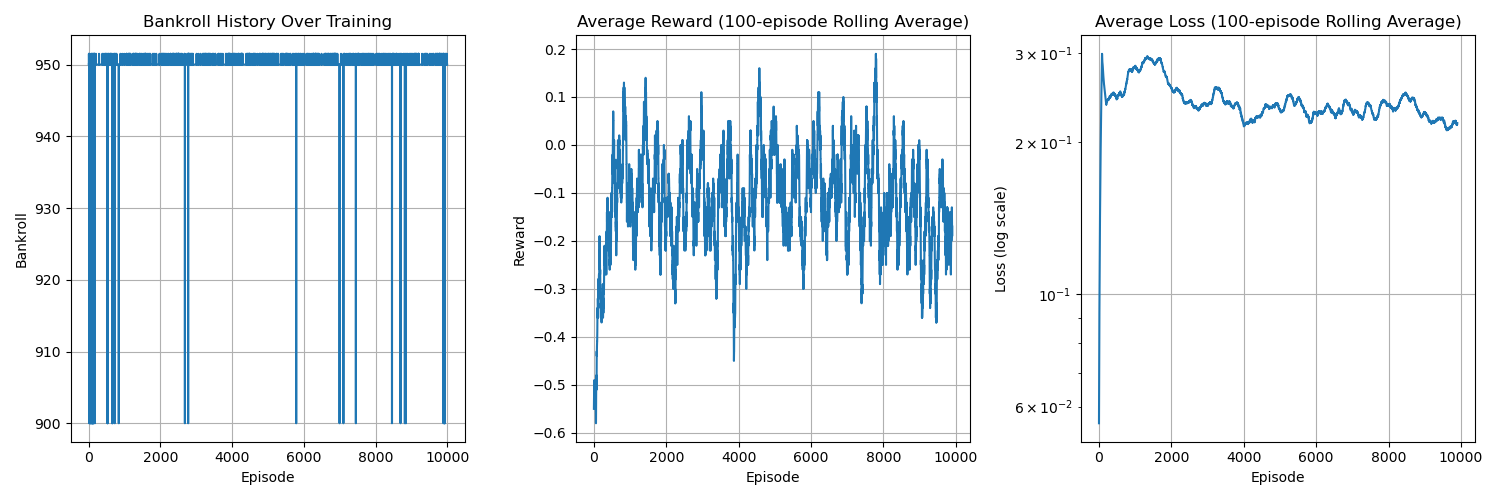 Bankroll History Over Training
950
940
930
920
910
900
Bankroll
0 2000 4000 6000 8000 10000
Episode
Average Reward (100-episode Rolling Average)
0.2
0.1
0.0
−0.1
−0.2
−0.3
−0.4
−0.5
−0.6
Reward
0 2000 4000 6000 8000 10000
Episode
Average Loss (100-episode Rolling Average)
3 × 10⁻¹
2 × 10⁻¹
10⁻¹
6 × 10⁻²
Loss (log scale)
0 2000 4000 6000 8000 10000
Episode